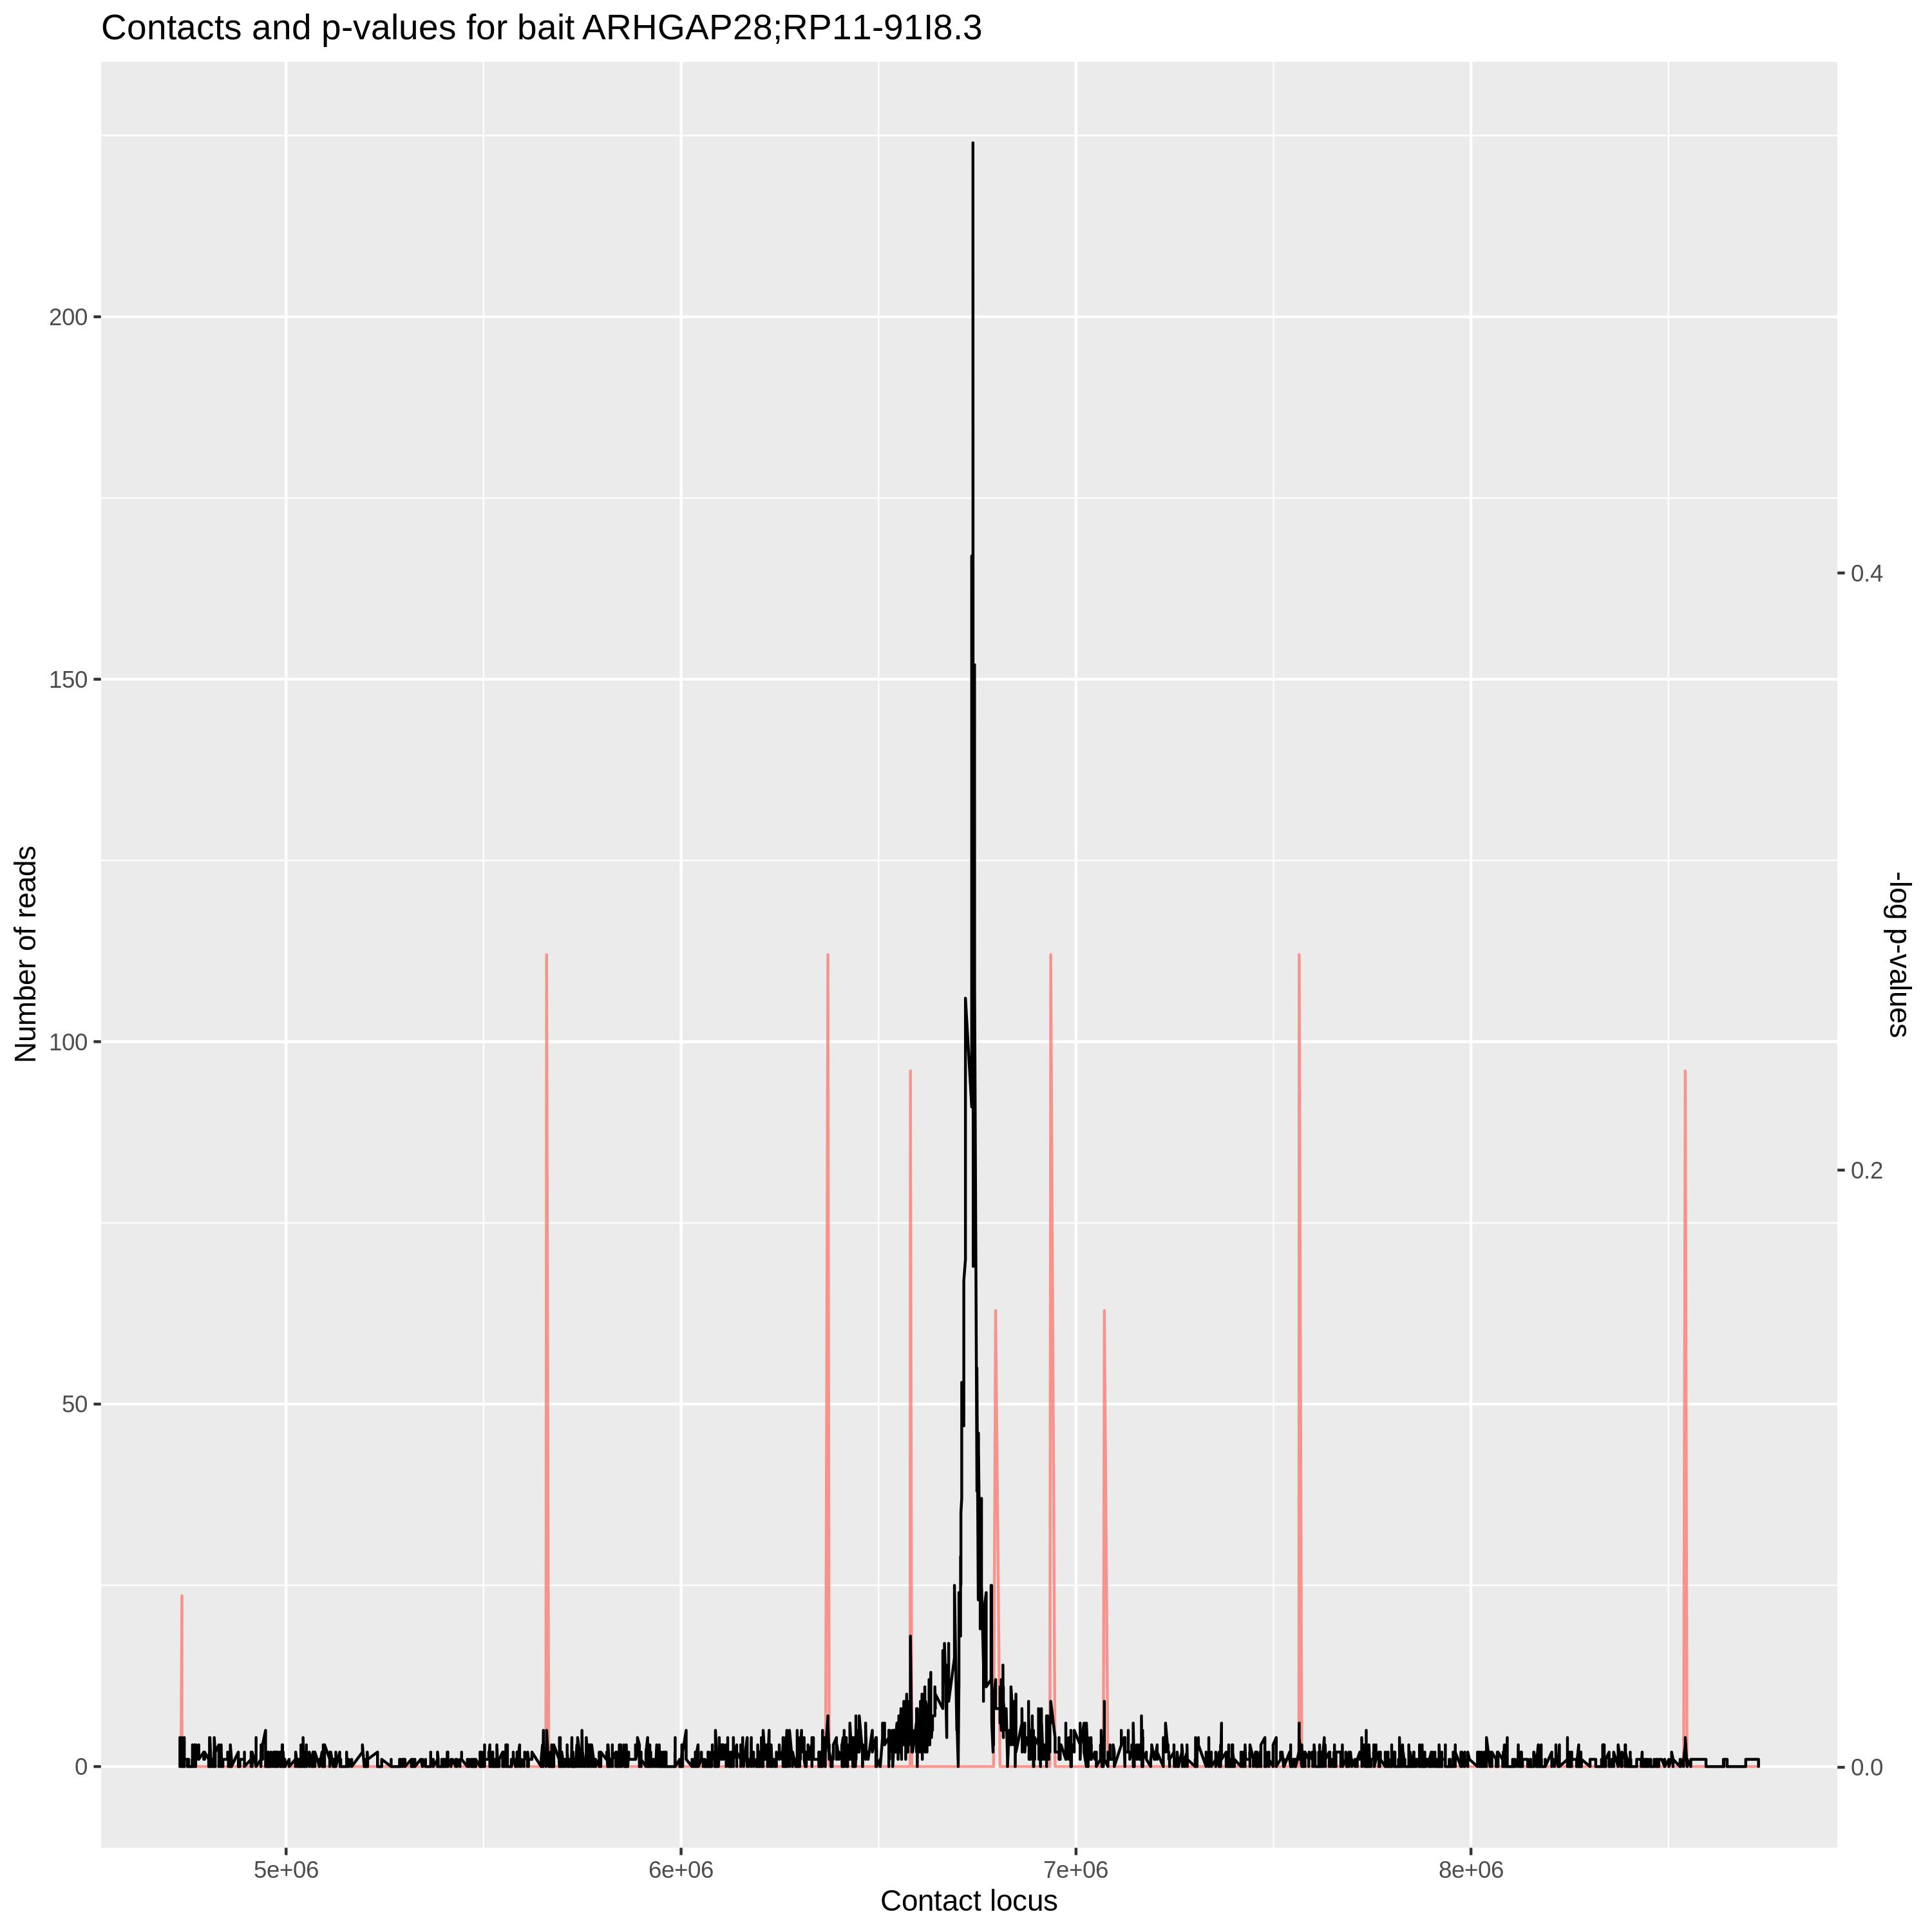 Contacts and p-values for bait ARHGAP28;RP11-91I8.3
Number of reads
200
150
100
50
0
0.4
0.2
0.0
-log p-values
5e+06
6e+06
7e+06
8e+06
Contact locus